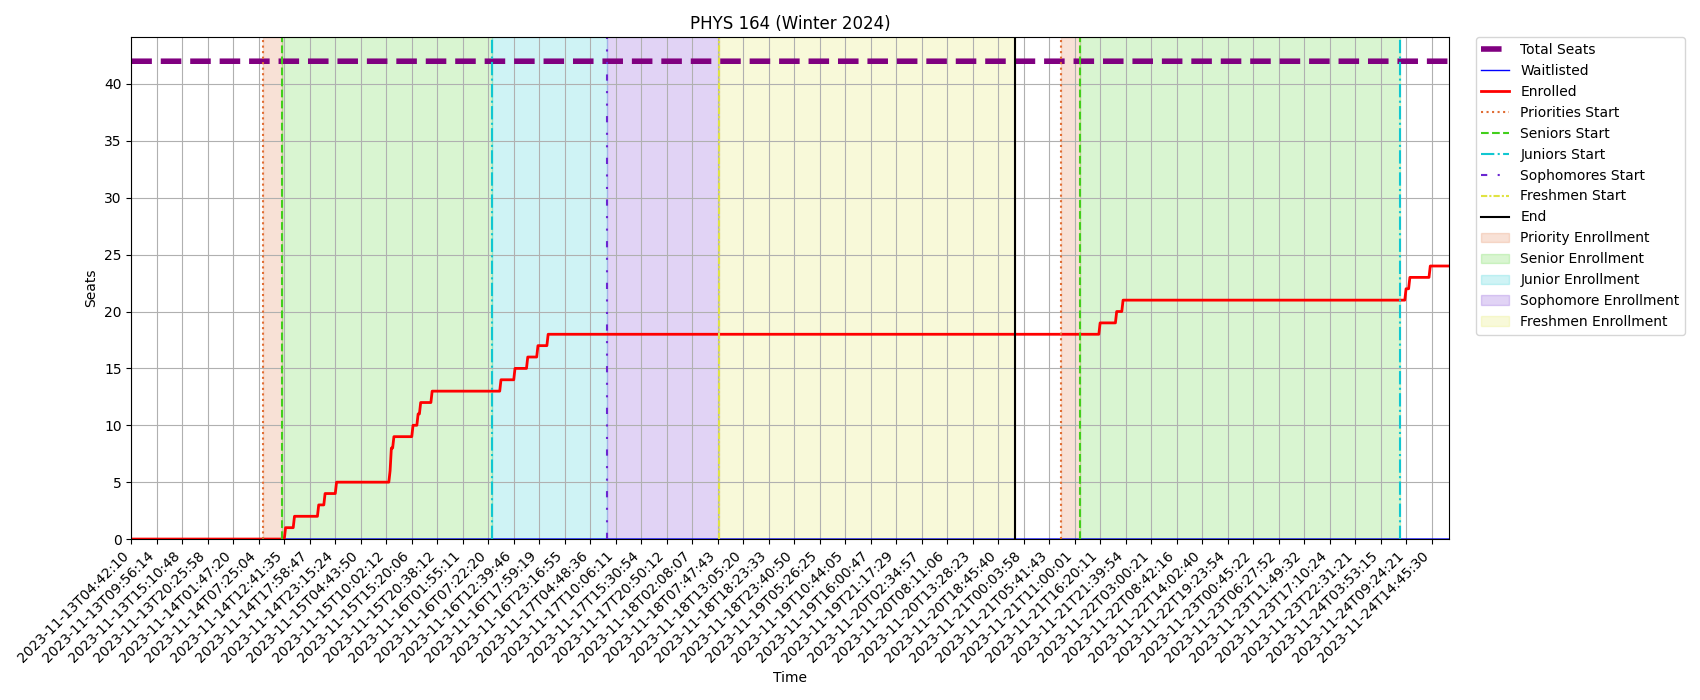 PHYS 164 (Winter 2024)
Seats
40
35
30
25
20
15
10
5
0
2023-11-13T04:42:10
2023-11-13T09:56:14
2023-11-13T15:10:48
2023-11-13T20:25:58
2023-11-14T01:47:20
2023-11-14T07:25:04
2023-11-14T12:41:35
2023-11-14T17:58:47
2023-11-14T23:15:24
2023-11-15T04:43:50
2023-11-15T10:02:12
2023-11-15T15:20:06
2023-11-15T20:38:12
2023-11-16T01:55:11
2023-11-16T07:22:20
2023-11-16T12:39:46
2023-11-16T17:59:19
2023-11-16T23:16:55
2023-11-17T04:48:36
2023-11-17T10:06:11
2023-11-17T15:30:54
2023-11-17T20:50:12
2023-11-18T02:08:07
2023-11-18T07:47:43
2023-11-18T13:05:20
2023-11-18T18:23:33
2023-11-18T23:40:50
2023-11-19T05:26:25
2023-11-19T10:44:05
2023-11-19T16:00:47
2023-11-19T21:17:29
2023-11-20T02:34:57
2023-11-20T08:11:06
2023-11-20T13:28:23
2023-11-20T18:45:40
2023-11-21T00:03:58
2023-11-21T05:41:43
2023-11-21T11:00:01
2023-11-21T16:20:11
2023-11-21T21:39:54
2023-11-22T03:00:21
2023-11-22T08:42:16
2023-11-22T14:02:40
2023-11-22T19:23:54
2023-11-23T00:45:22
2023-11-23T06:27:52
2023-11-23T11:49:32
2023-11-23T17:10:24
2023-11-23T22:31:21
2023-11-24T03:53:15
2023-11-24T09:24:21
2023-11-24T14:45:30
Time
Total Seats
Waitlisted
Enrolled
Priorities Start
Seniors Start
Juniors Start
Sophomores Start
Freshmen Start
End
Priority Enrollment
Senior Enrollment
Junior Enrollment
Sophomore Enrollment
Freshmen Enrollment